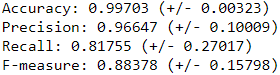 Accuracy: 0.99703 (+/- 0.00323)
Precision: 0.96647 (+/- 0.10009)
Recall: 0.81755 (+/- 0.27017)
F-measure: 0.88378 (+/- 0.15798)